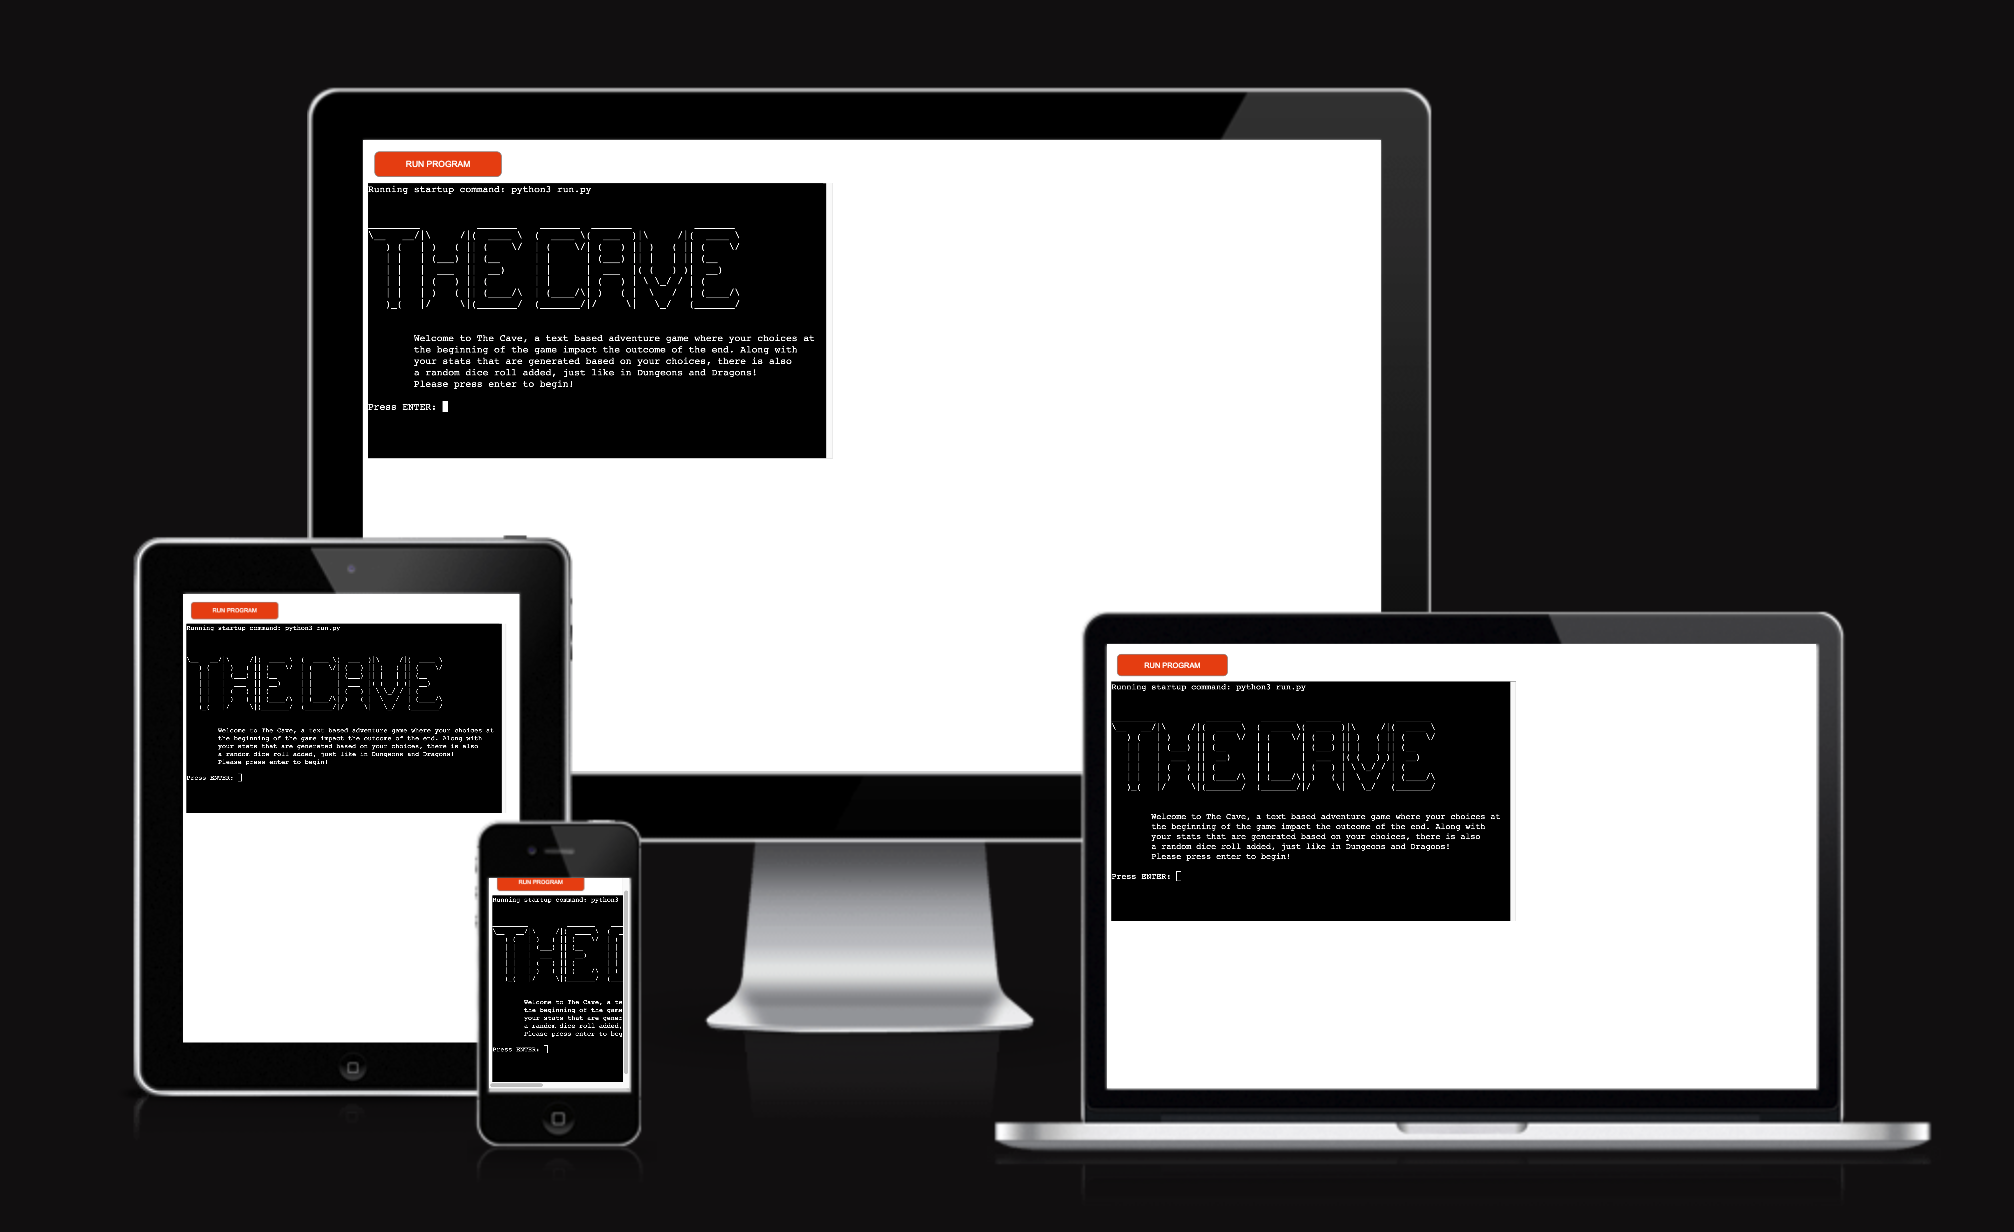 RUN PROGRAM
Running startup command: python3 run.py
THE CAVE
Welcome to The Cave, a text based adventure game where your choices at
the beginning of the game impact the outcome of the end. Along with
your stats that are generated based on your choices, there is also
a random dice roll added, just like in Dungeons and Dragons!
Please press enter to begin!
Press ENTER:
RUN PROGRAM
Running startup command: python3 run.py
THE CAVE
Welcome to The Cave, a text based adventure game where your choices at
the beginning of the game impact the outcome of the end. Along with
your stats that are generated based on your choices, there is also
a random dice roll added, just like in Dungeons and Dragons!
Please press enter to begin!
Press ENTER:
RUN PROGRAM
Running startup command: python3
THE
Welcome to The Cave, a te
the beginning of the game
your stats that are gener
a random dice roll added,
Please press enter to beg
Press ENTER:
RUN PROGRAM
Running startup command: python3 run.py
THE CAVE
Welcome to The Cave, a text based adventure game where your choices at
the beginning of the game impact the outcome of the end. Along with
your stats that are generated based on your choices, there is also
a random dice roll added, just like in Dungeons and Dragons!
Please press enter to begin!
Press ENTER: